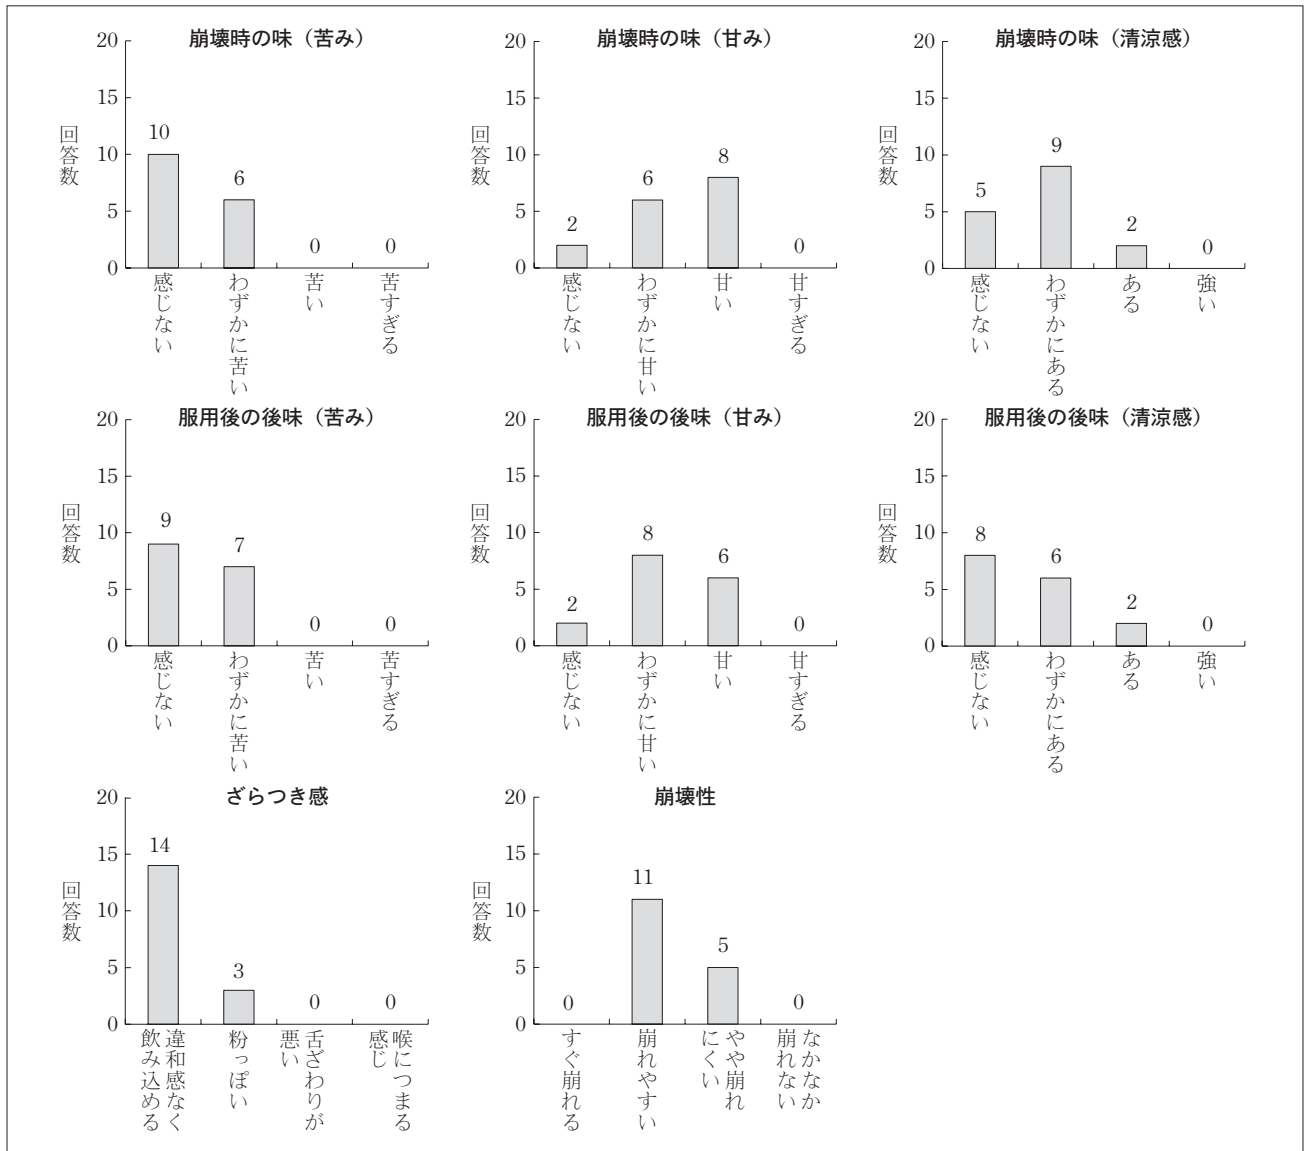 崩壊時の味（苦み）
20
15
10
5
0
回答数
10
6
0
0
感じない
わずかに苦い
苦い
苦すぎる
崩壊時の味（甘み）
20
15
10
5
0
回答数
2
6
8
0
感じない
わずかに甘い
甘い
甘すぎる
崩壊時の味（清涼感）
20
15
10
5
0
回答数
5
9
2
0
感じない
わずかにある
ある
強い
服用後の後味（苦み）
20
15
10
5
0
回答数
9
7
0
0
感じない
わずかに苦い
苦い
苦すぎる
服用後の後味（甘み）
20
15
10
5
0
回答数
2
8
6
0
感じない
わずかに甘い
甘い
甘すぎる
服用後の後味（清涼感）
20
15
10
5
0
回答数
8
6
2
0
感じない
わずかにある
ある
強い
ざらつき感
20
15
10
5
0
回答数
14
3
0
0
違和感なく
飲み込める
粉っぽい
舌ざわりが
悪い
喉につまる
感じ
崩壊性
20
15
10
5
0
回答数
0
11
5
0
すぐ崩れる
崩れやすい
やや崩れ
にくい
なかなか
崩れない